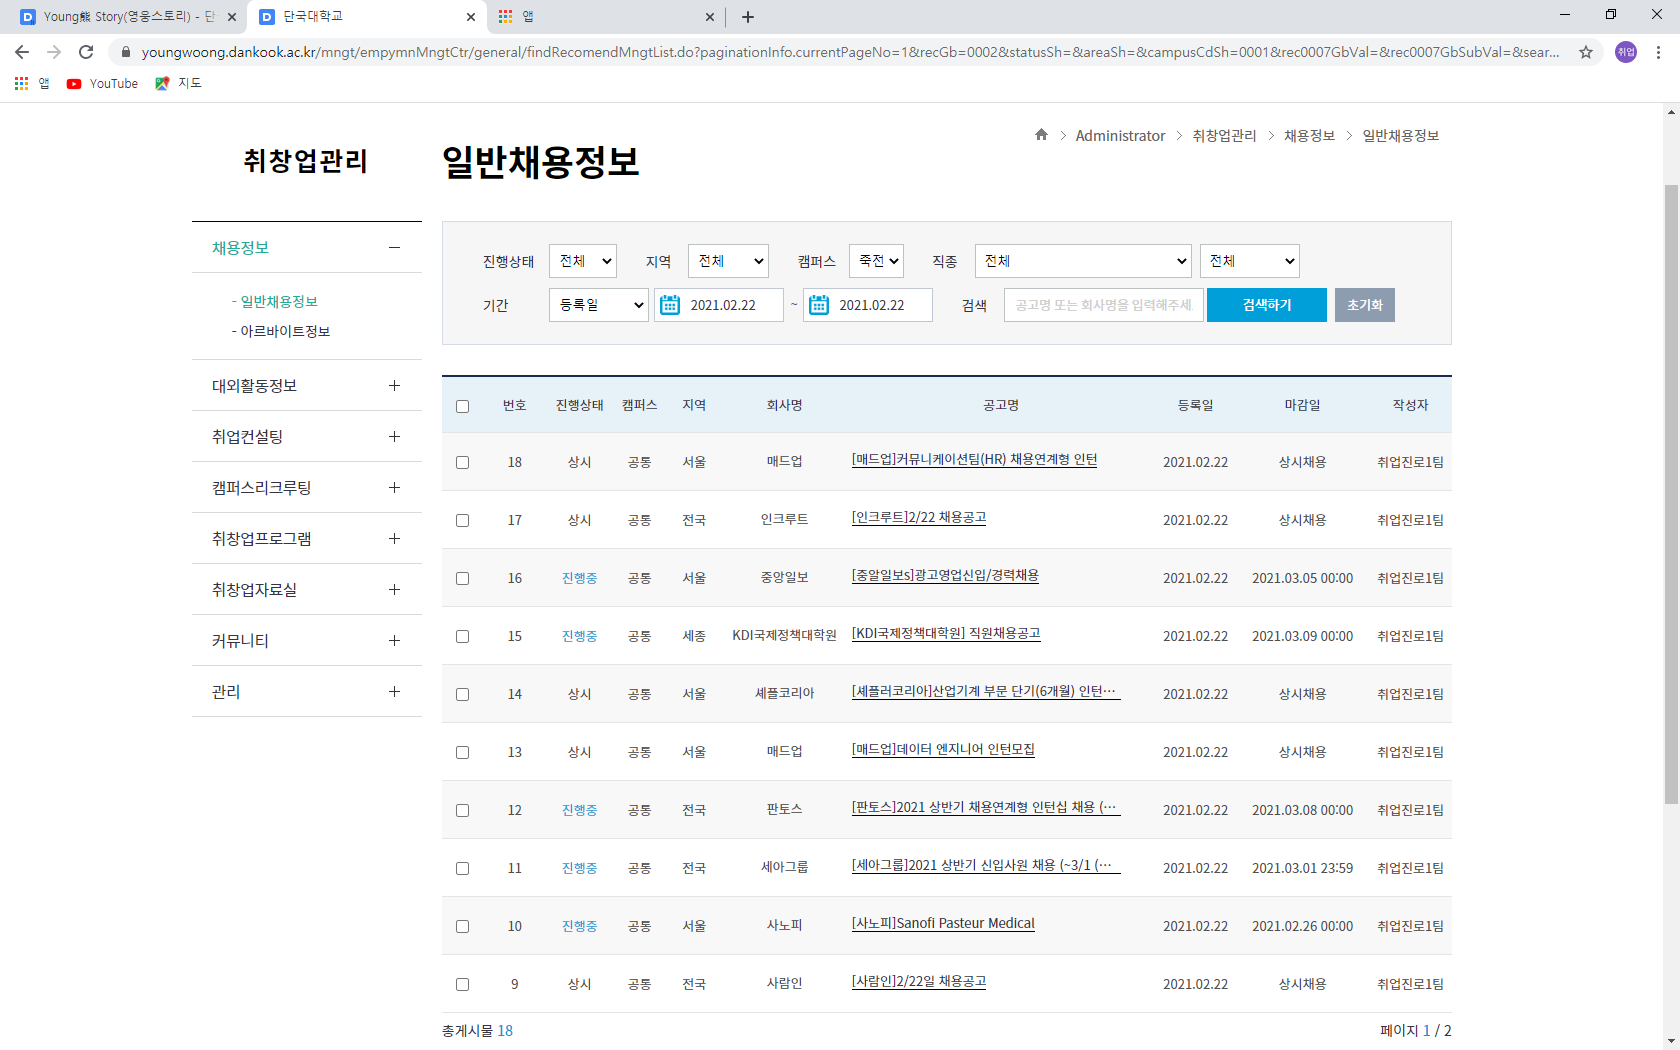 Young熊 Story(영웅스토리) - 단
단국대학교
앱
youngwoong.dankook.ac.kr/mngt/empymnMngtCtr/general/findRecomendMngtList.do?paginationInfo.currentPageNo=1&recGb=0002&statusSh=&areaSh=&campusCdSh=0001&rec0007GbVal=&rec0007GbSubVal=&sear...
취업
앱 YouTube 지도
Administrator > 취창업관리 > 채용정보 > 일반채용정보
취창업관리
일반채용정보
채용정보
- 일반채용정보
- 아르바이트정보
대외활동정보
취업컨설팅
캠퍼스리크루팅
취창업프로그램
취창업자료실
커뮤니티
관리
진행상태 전체 지역 전체 캠퍼스 죽전 직종 전체 전체
기간 등록일 2021.02.22 ~ 2021.02.22 검색 공고명 또는 회사명을 입력해주세. 검색하기 초기화
번호 진행상태 캠퍼스 지역 회사명 공고명 등록일 마감일 작성자
18 상시 공통 서울 매드업 [매드업]커뮤니케이션팀(HR) 채용연계형 인턴 2021.02.22 상시채용 취업진로1팀
17 상시 공통 전국 인크루트 [인크루트]2/22 채용공고 2021.02.22 상시채용 취업진로1팀
16 진행중 공통 서울 중앙일보 [중알일보s]광고영업신입/경력채용 2021.02.22 2021.03.05 00:00 취업진로1팀
15 진행중 공통 세종 KDI국제정책대학원 [KDI국제정책대학원] 직원채용공고 2021.02.22 2021.03.09 00:00 취업진로1팀
14 상시 공통 서울 셰플코리아 [셰플러코리아]산업기계 부문 단기(6개월) 인턴… 2021.02.22 상시채용 취업진로1팀
13 상시 공통 서울 매드업 [매드업]데이터 엔지니어 인턴모집 2021.02.22 상시채용 취업진로1팀
12 진행중 공통 전국 판토스 [판토스]2021 상반기 채용연계형 인턴십 채용 (… 2021.02.22 2021.03.08 00:00 취업진로1팀
11 진행중 공통 전국 세아그룹 [세아그룹]2021 상반기 신입사원 채용 (~3/1 (… 2021.02.22 2021.03.01 23:59 취업진로1팀
10 진행중 공통 서울 사노피 [사노피]Sanofi Pasteur Medical 2021.02.22 2021.02.26 00:00 취업진로1팀
9 상시 공통 전국 사람인 [사람인]2/22일 채용공고 2021.02.22 상시채용 취업진로1팀
총게시물 18
페이지 1 / 2